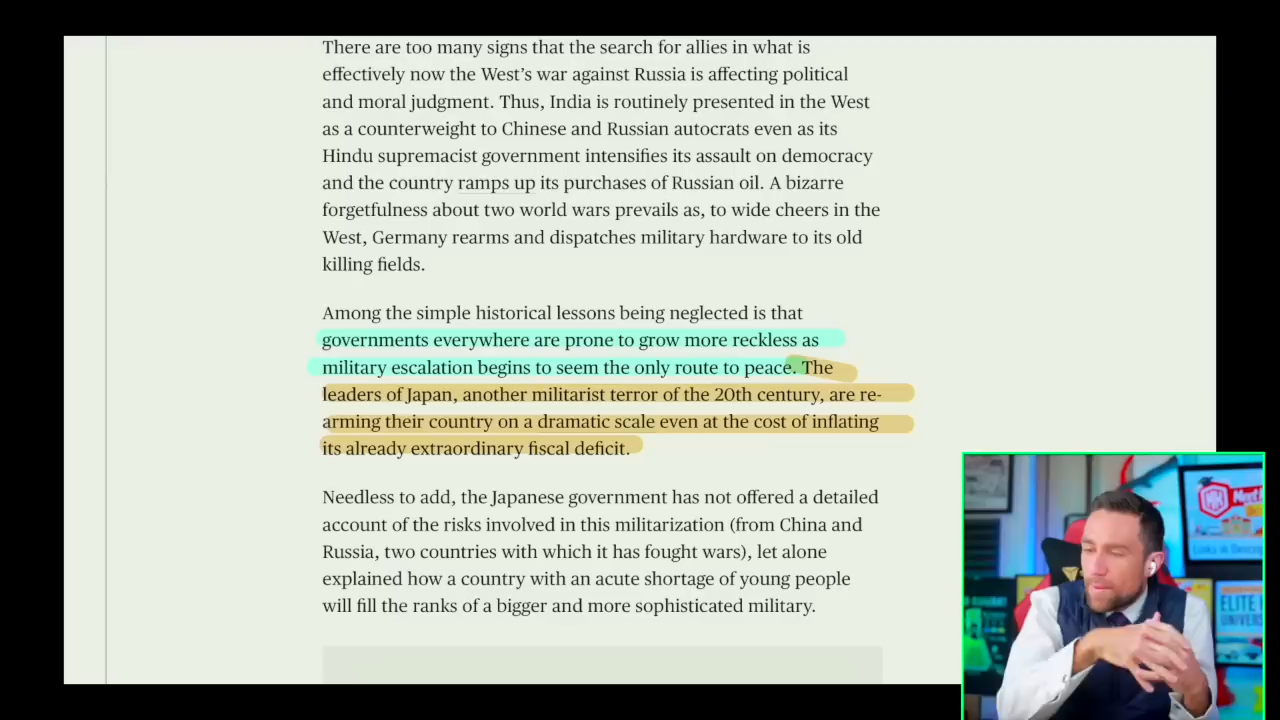 There are too many signs that the search for allies in what is
effectively now the West's war against Russia is affecting political
and moral judgment. Thus, India is routinely presented in the West
as a counterweight to Chinese and Russian autocrats even as its
Hindu supremacist government intensifies its assault on democracy
and the country ramps up its purchases of Russian oil. A bizarre
forgetfulness about two world wars prevails as, to wide cheers in the
West, Germany rearms and dispatches military hardware to its old
killing fields.
Among the simple historical lessons being neglected is that
governments everywhere are prone to grow more reckless as
military escalation begins to seem the only route to peace. The
leaders of Japan, another militarist terror of the 20th century, are re-
arming their country on a dramatic scale even at the cost of inflating
its already extraordinary fiscal deficit.
Needless to add, the Japanese government has not offered a detailed
account of the risks involved in this militarization (from China and
Russia, two countries with which it has fought wars), let alone
explained how a country with an acute shortage of young people
will fill the ranks of a bigger and more sophisticated military.
ELITE